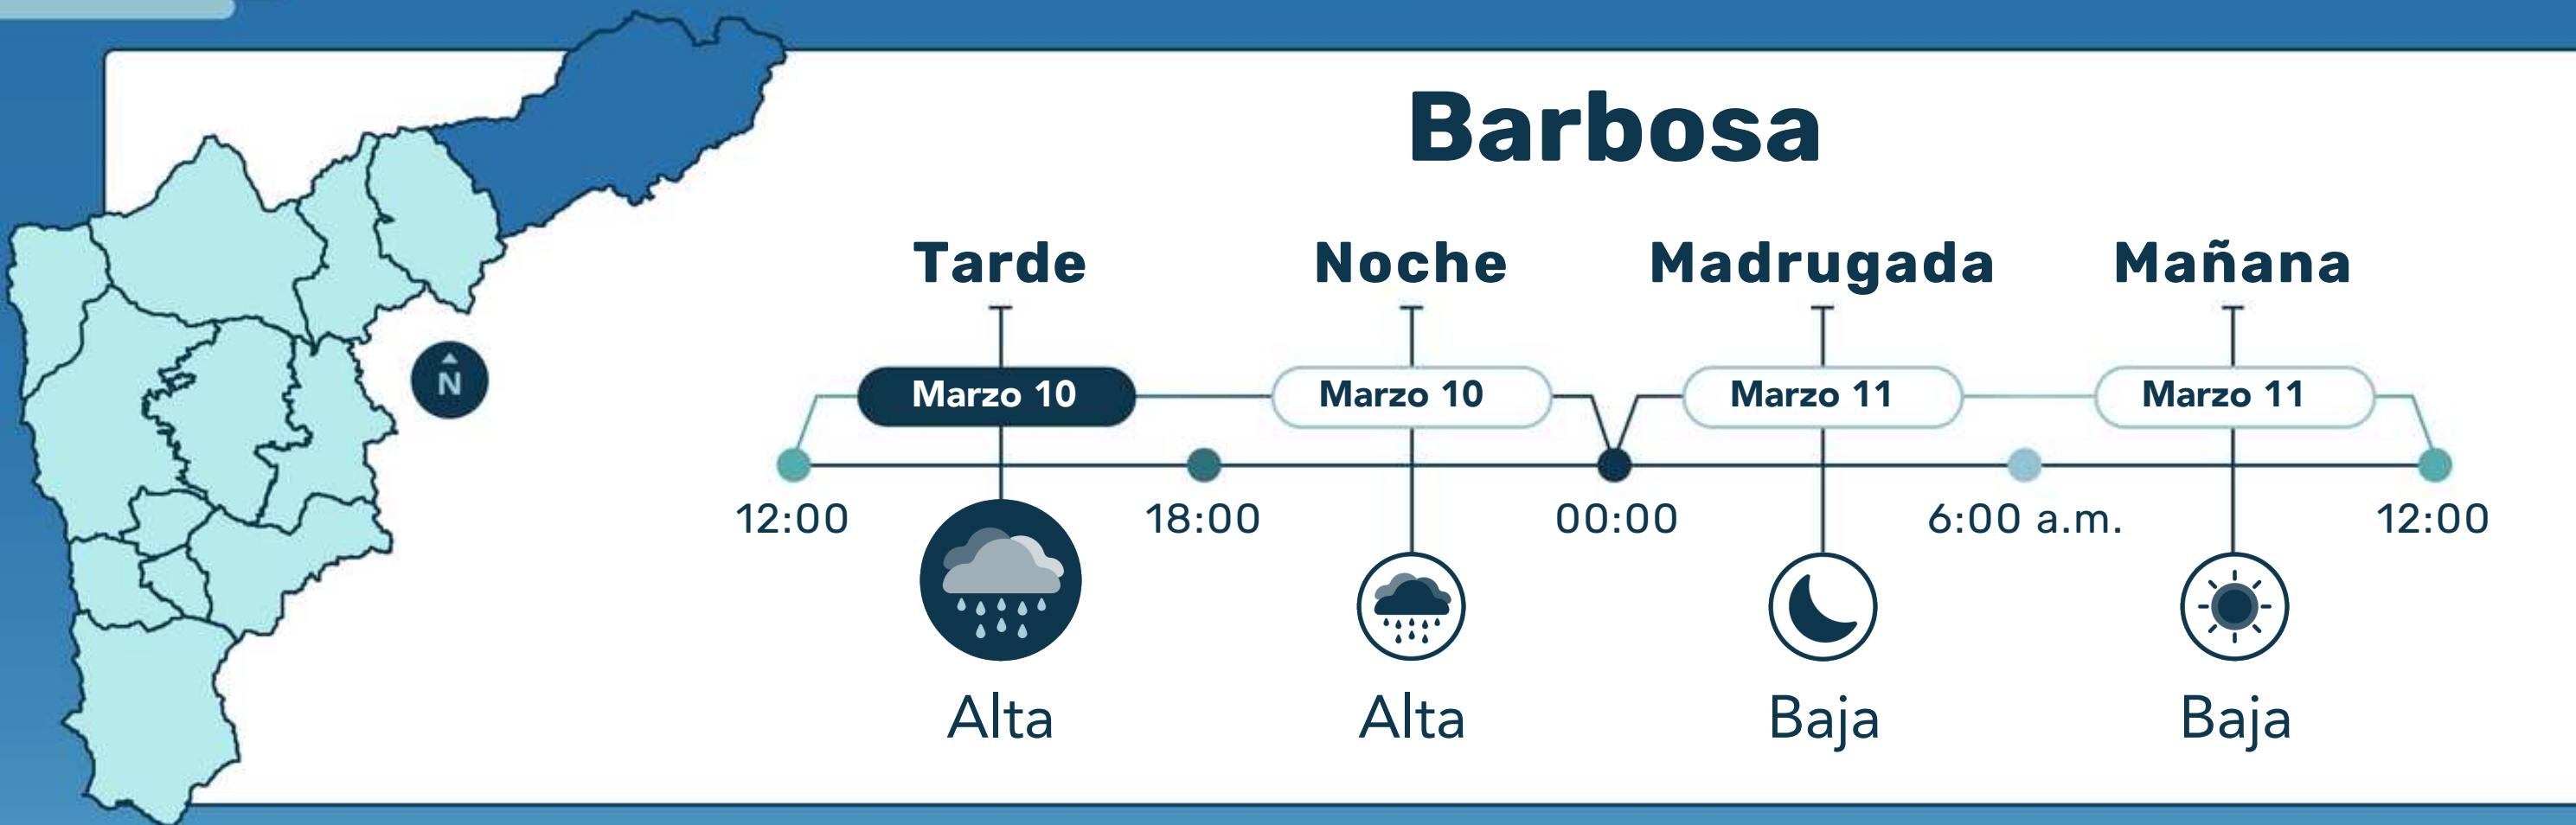 Barbosa
Tarde Noche Madrugada Mañana
N
Marzo 10 Marzo 10 Marzo 11 Marzo 11
12:00 18:00 00:00 6:00 a.m. 12:00
Alta Alta Baja Baja